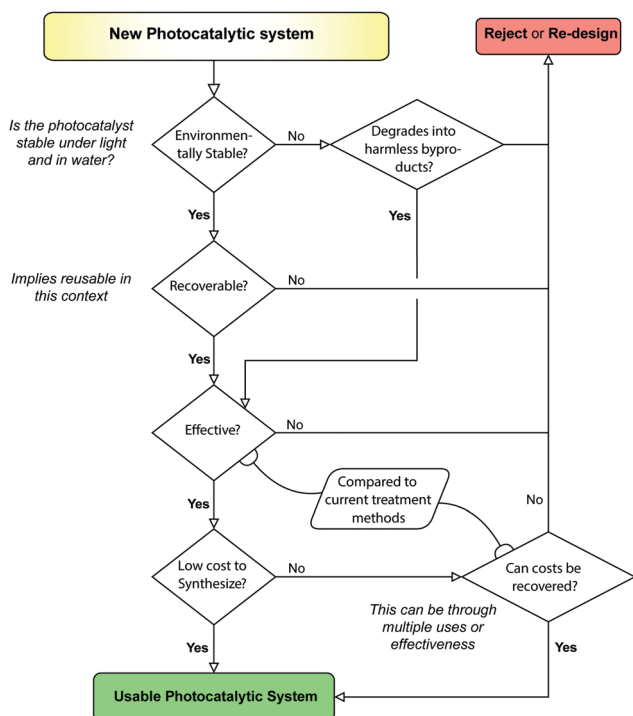 New Photocatalytic system
Reject or Re-design
Is the photocatalyst
stable under light
and in water?
Environmen-
tally Stable?
No
Degrades into
harmless bypro-
ducts?
Yes
Yes
Implies reusable in
this context
Recoverable?
No
Yes
Effective?
No
Compared to
current treatment
methods
No
Yes
Low cost to
Synthesize?
No
Can costs be
recovered?
This can be through
multiple uses or
effectiveness
Yes
Yes
Usable Photocatalytic System